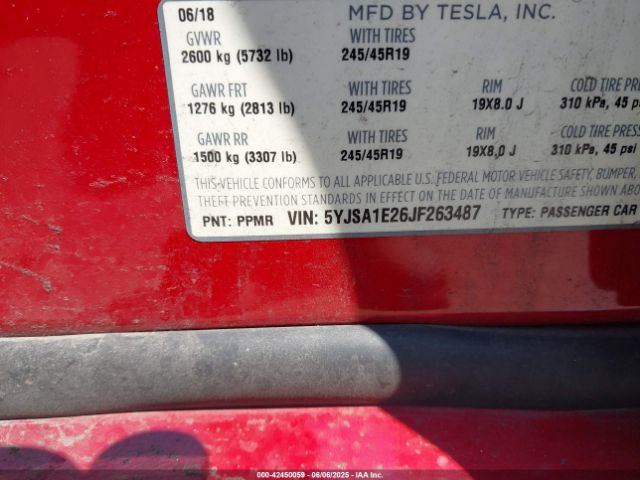 06/18 MFD BY TESLA, INC.
GVWR WITH TIRES
2600 kg (5732 lb) 245/45R19
GAWR FRT WITH TIRES RIM COLD TIRE PRES
1276 kg (2813 lb) 245/45R19 19X8.0 J 310 kPa, 45 ps
GAWR RR WITH TIRES RIM COLD TIRE PRESS
1500 kg (3307 lb) 245/45R19 19X8.0 J 310 kPa, 45 psi
THIS VEHICLE CONFORMS TO ALL APPLICABLE U.S. FEDERAL MOTOR VEHICLE SAFETY, BUMPER,
THEFT PREVENTION STANDARDS IN EFFECT ON THE DATE OF MANUFACTURE SHOWN ABO
PNT: PPMR VIN: 5YJSA1E26JF263487 TYPE: PASSENGER CAR
000-42450059 - 06/06/2025 - IAAI.COM